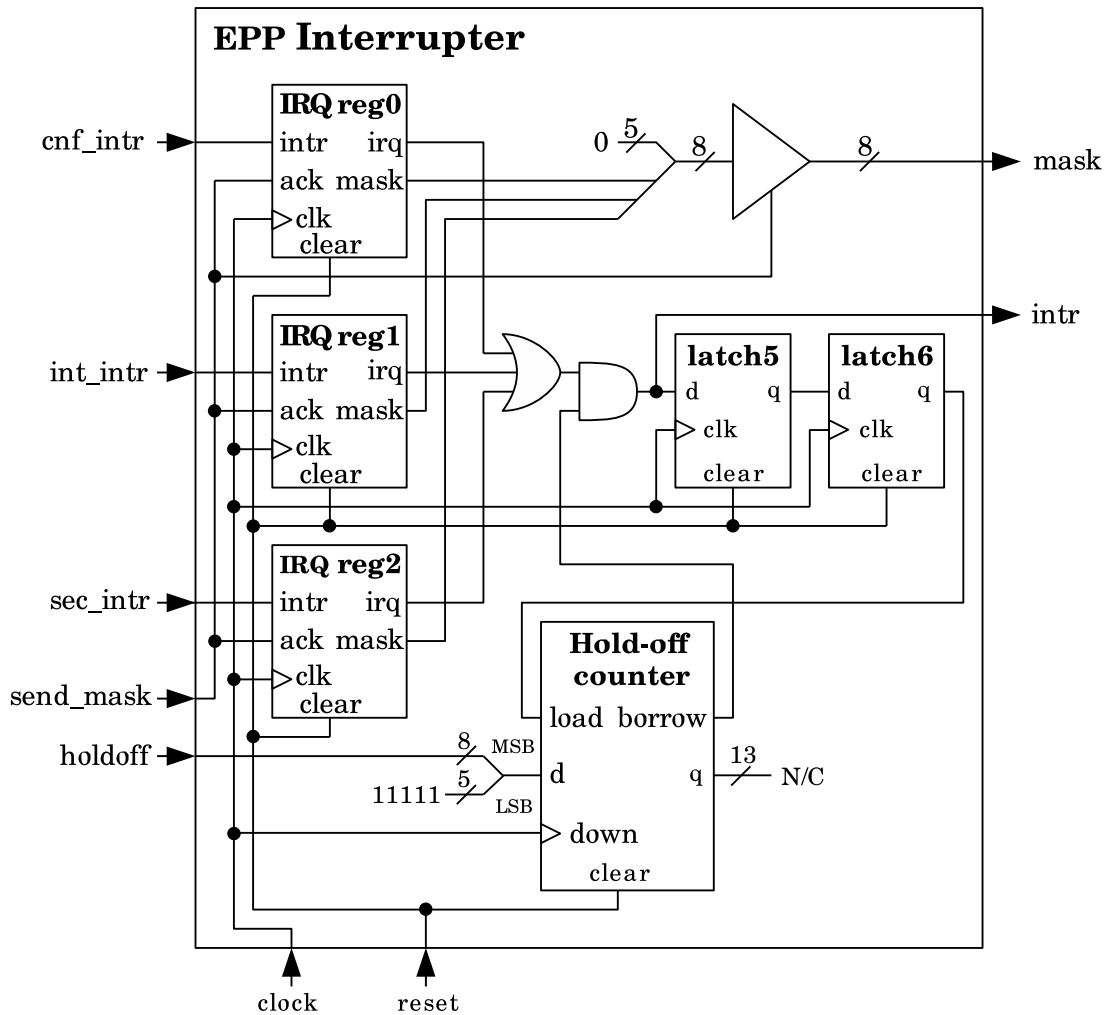 EPP Interrupter
IRQ reg0
cnf_intr
intr irq
ack mask
clk
clear
0
5
8
8
mask
IRQ reg1
int_intr
intr irq
ack mask
clk
clear
intr
latch5
d q
clk
clear
latch6
d q
clk
clear
IRQ reg2
sec_intr
intr irq
ack mask
clk
clear
send_mask
holdoff
8
MSB
11111
5
LSB
Hold-off
counter
load borrow
d q
13
N/C
down
clear
clock
reset